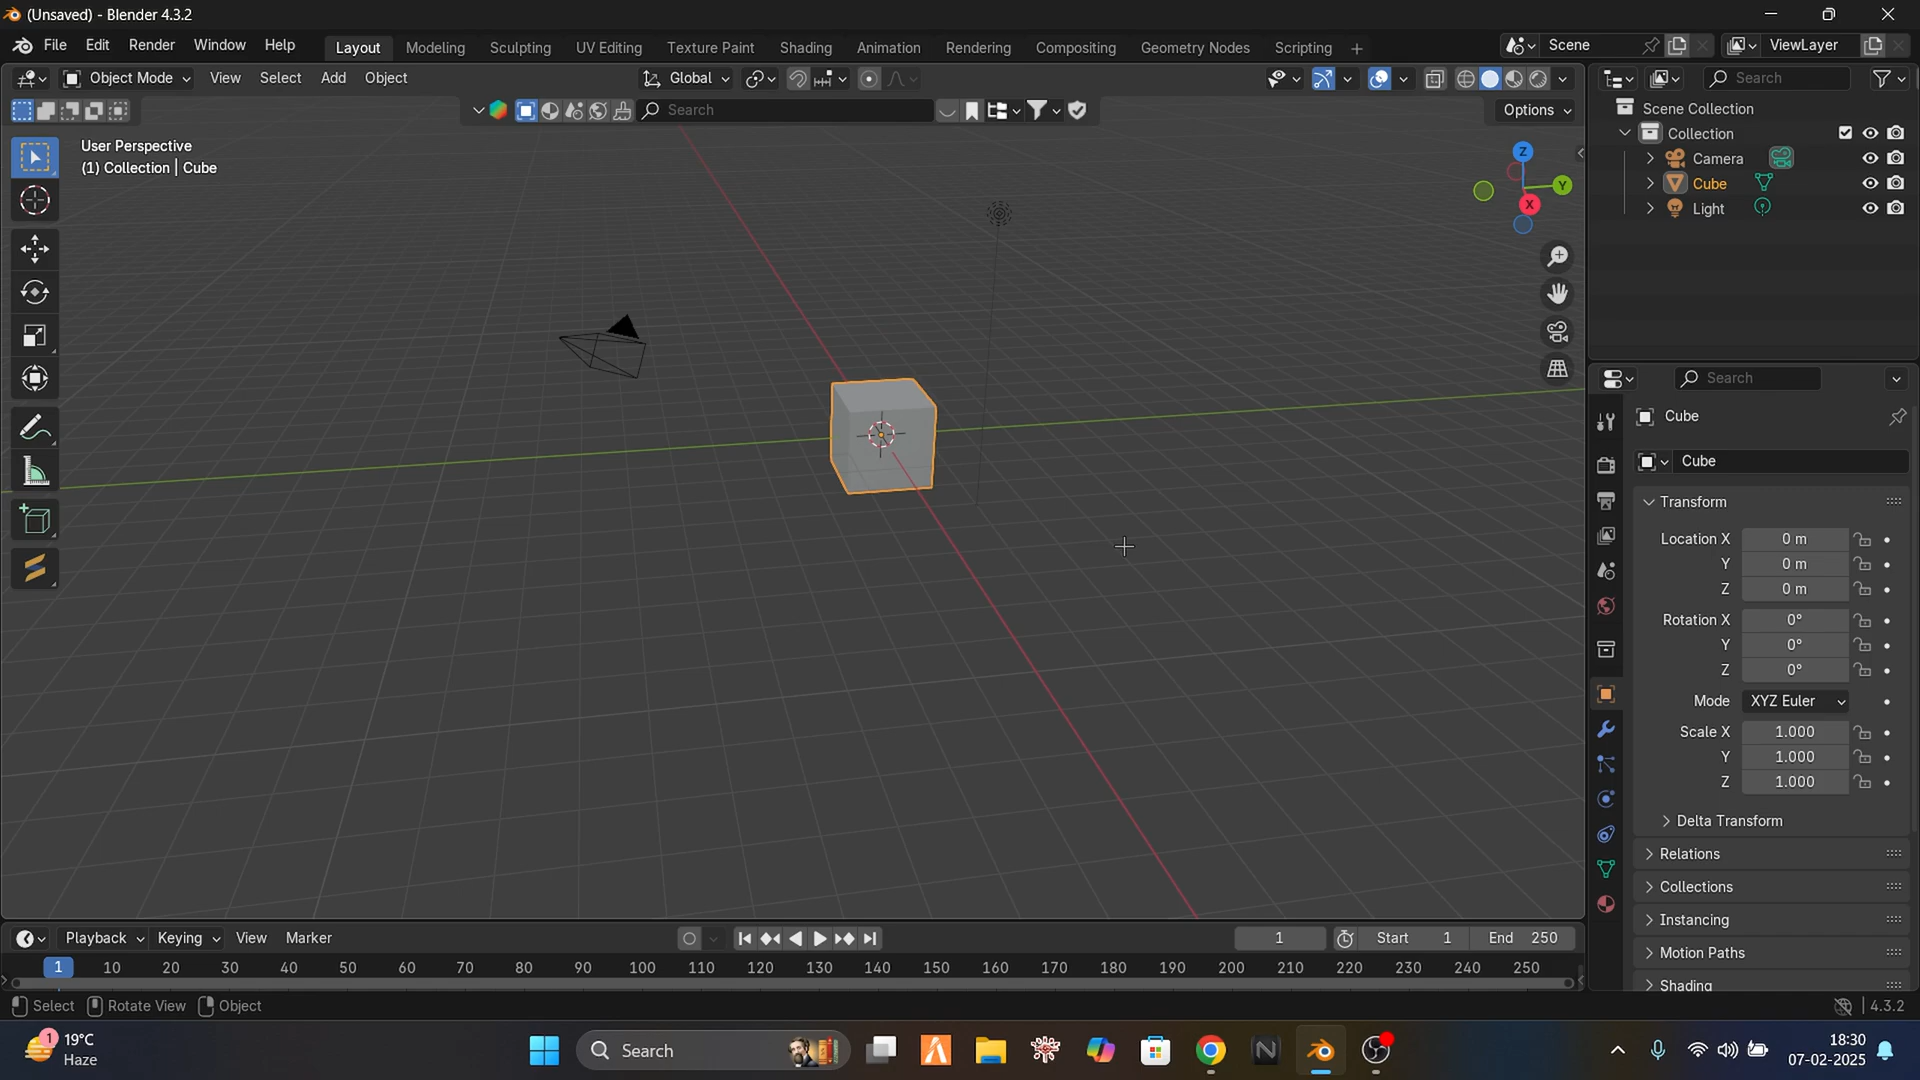 (Unsaved) - Blender 4.3.2
File Edit Render Window Help Layout Modeling Sculpting UV Editing Texture Paint Shading Animation Rendering Compositing Geometry Nodes Scripting + Scene ViewLayer
Object Mode View Select Add Object Global Search
Search Options
Scene Collection
Collection
Camera
Cube
Light
User Perspective
(1) Collection | Cube
Z
Y
X
Search
Cube
Cube
Transform
Location X 0 m
Y 0 m
Z 0 m
Rotation X 0°
Y 0°
Z 0°
Mode XYZ Euler
Scale X 1.000
Y 1.000
Z 1.000
Delta Transform
Relations
Collections
Instancing
Motion Paths
Shading
Playback Keying View Marker 1 Start 1 End 250
1 10 20 30 40 50 60 70 80 90 100 110 120 130 140 150 160 170 180 190 200 210 220 230 240 250
Select Rotate View Object 4.3.2
1 19°C
Haze
Search
18:30
07-02-2025